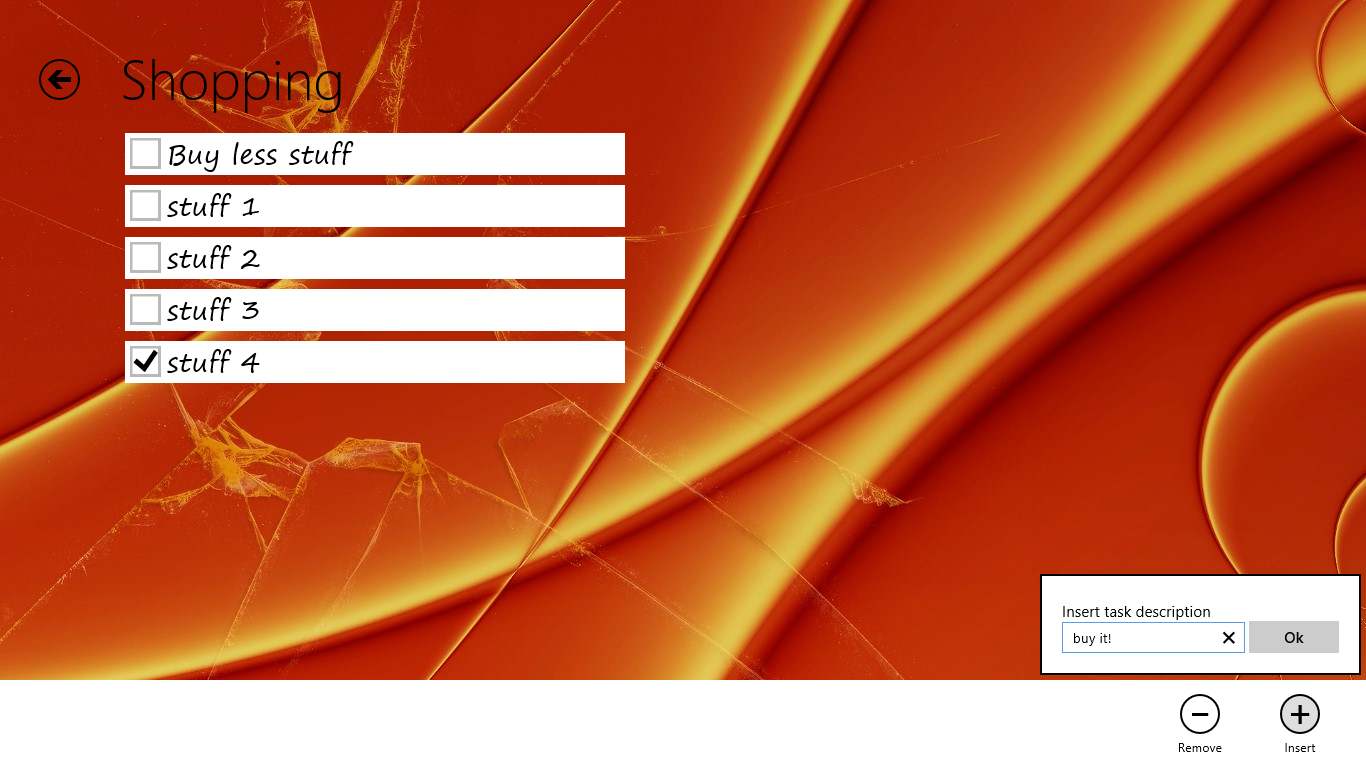 Shopping
Buy less stuff
stuff 1
stuff 2
stuff 3
stuff 4
Insert task description
buy it!
Ok
Remove
Insert